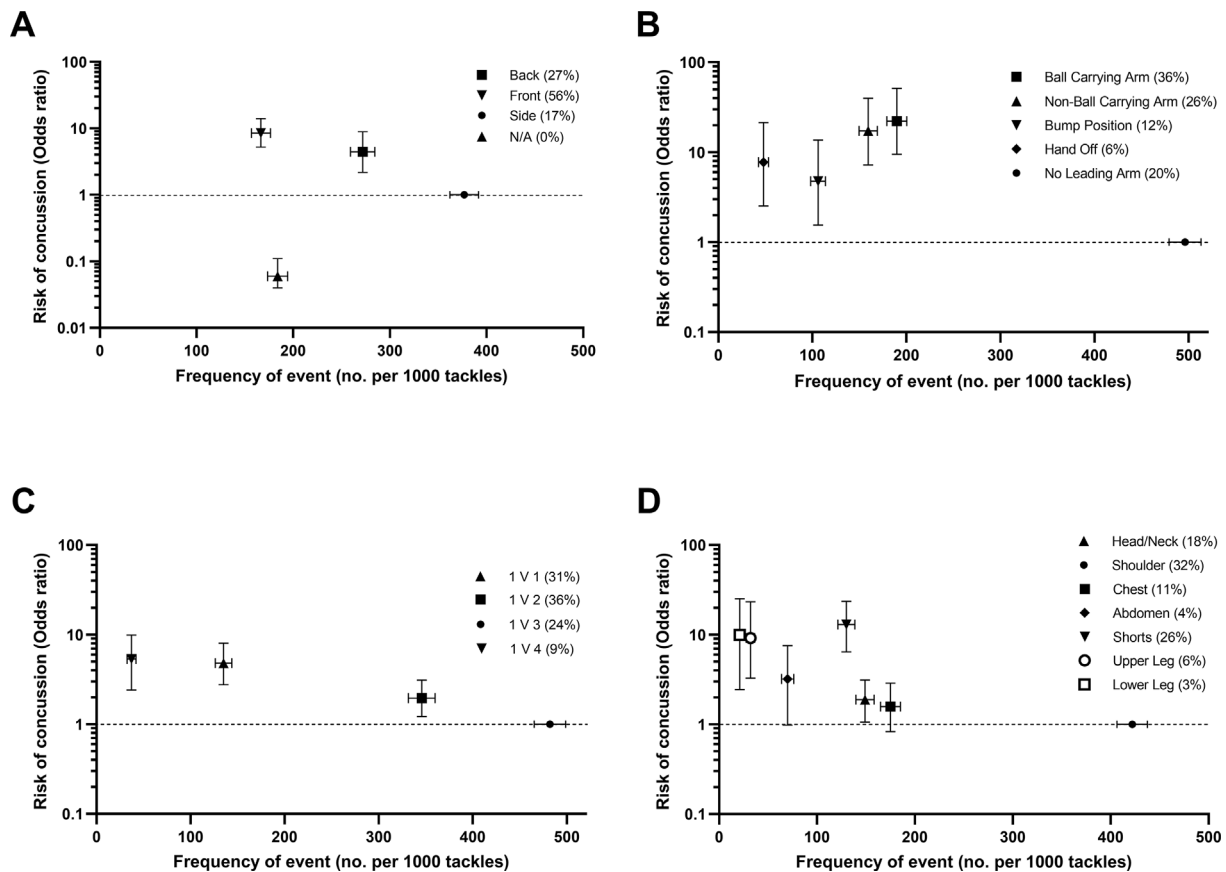 A
Risk of concussion (Odds ratio)
100
10
1
0.1
0.01
0
100
200
300
400
500
Frequency of event (no. per 1000 tackles)
Back (27%)
Front (56%)
Side (17%)
N/A (0%)
B
Risk of concussion (Odds ratio)
100
10
1
0.1
0
100
200
300
400
500
Frequency of event (no. per 1000 tackles)
Ball Carrying Arm (36%)
Non-Ball Carrying Arm (26%)
Bump Position (12%)
Hand Off (6%)
No Leading Arm (20%)
C
Risk of concussion (Odds ratio)
100
10
1
0.1
0
100
200
300
400
500
Frequency of event (no. per 1000 tackles)
1 V 1 (31%)
1 V 2 (36%)
1 V 3 (24%)
1 V 4 (9%)
D
Risk of concussion (Odds ratio)
100
10
1
0.1
0
100
200
300
400
500
Frequency of event (no. per 1000 tackles)
Head/Neck (18%)
Shoulder (32%)
Chest (11%)
Abdomen (4%)
Shorts (26%)
Upper Leg (6%)
Lower Leg (3%)